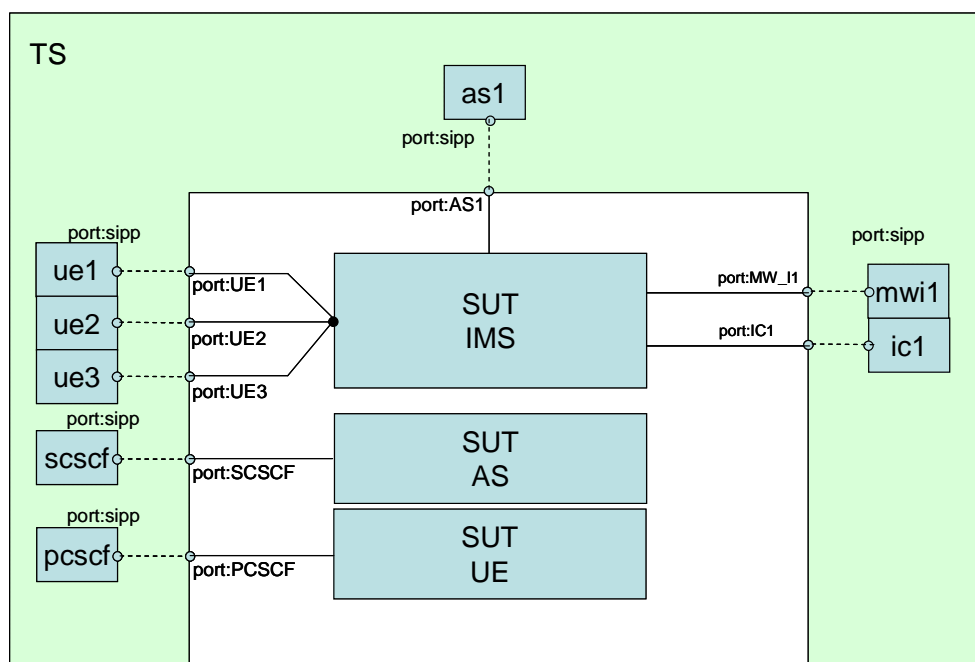 TS
as1
port:sipp
port:AS1
port:sipp
port:sipp
ue1
port:UE1
SUT
IMS
port:MW_I1
mwi1
ue2
port:UE2
port:IC1
ic1
ue3
port:UE3
port:sipp
scscf
port:SCSCF
SUT
AS
port:sipp
pcscf
port:PCSCF
SUT
UE